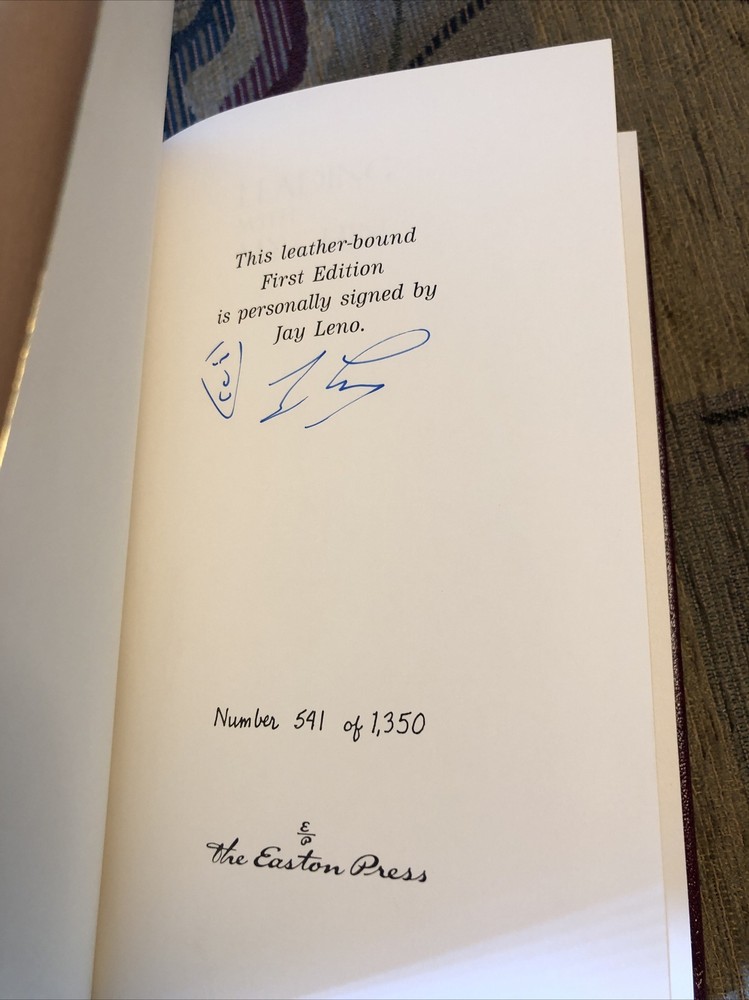 This leather-bound
First Edition
is personally signed by
Jay Leno.
Number 541 of 1,350
E
P
The Easton Press